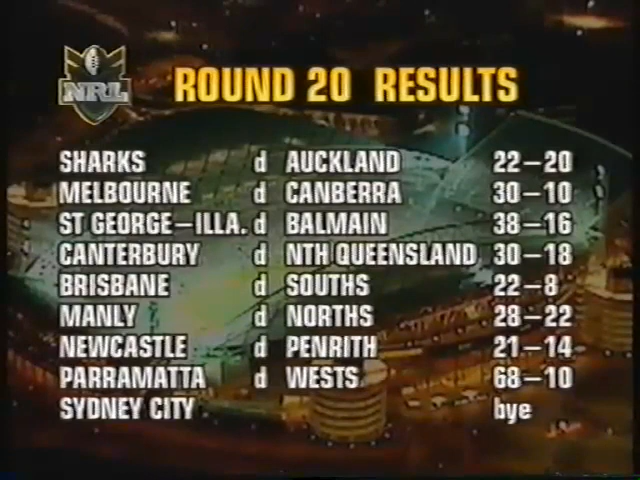 NRL
ROUND 20 RESULTS
SHARKS d AUCKLAND 22-20
MELBOURNE d CANBERRA 30-10
ST GEORGE-ILLA. d BALMAIN 38-16
CANTERBURY d NTH QUEENSLAND 30-18
BRISBANE d SOUTHS 22-8
MANLY d NORTHS 28-22
NEWCASTLE d PENRITH 21-14
PARRAMATTA d WESTS 68-10
SYDNEY CITY bye